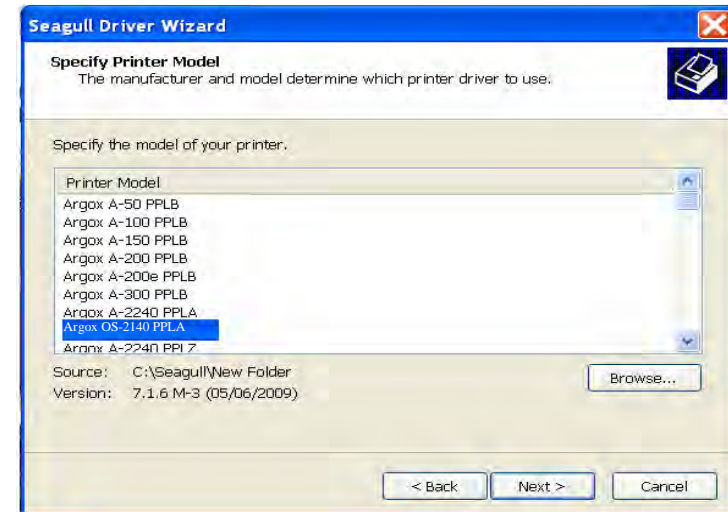 Seagull Driver Wizard
Specify Printer Model
The manufacturer and model determine which printer driver to use.
Specify the model of your printer.
Printer Model
Argox A-50 PPLB
Argox A-100 PPLB
Argox A-150 PPLB
Argox A-200 PPLB
Argox A-200e PPLB
Argox A-300 PPLB
Argox A-2240 PPLA
Argox OS-2140 PPLA
Argox A-2240 PPLZ
Source: C:\Seagull\New Folder
Browse...
Version: 7.1.6 M-3 (05/06/2009)
< Back Next > Cancel